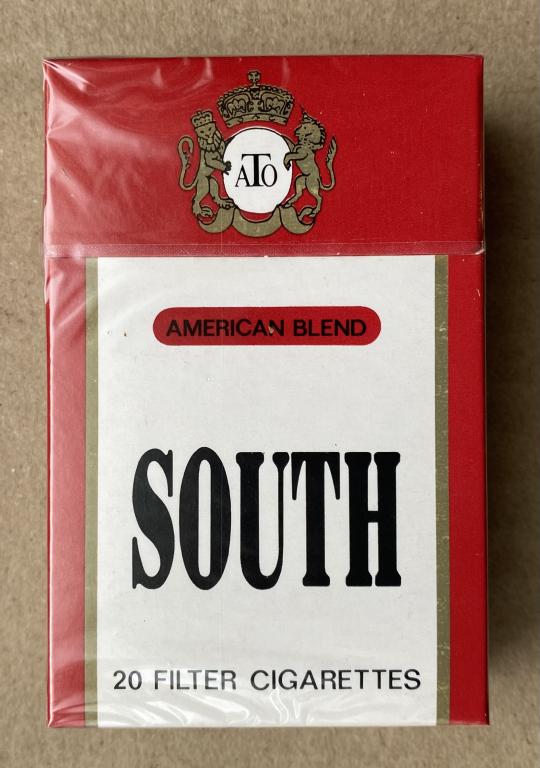 ATO
AMERICAN BLEND
SOUTH
20 FILTER CIGARETTES